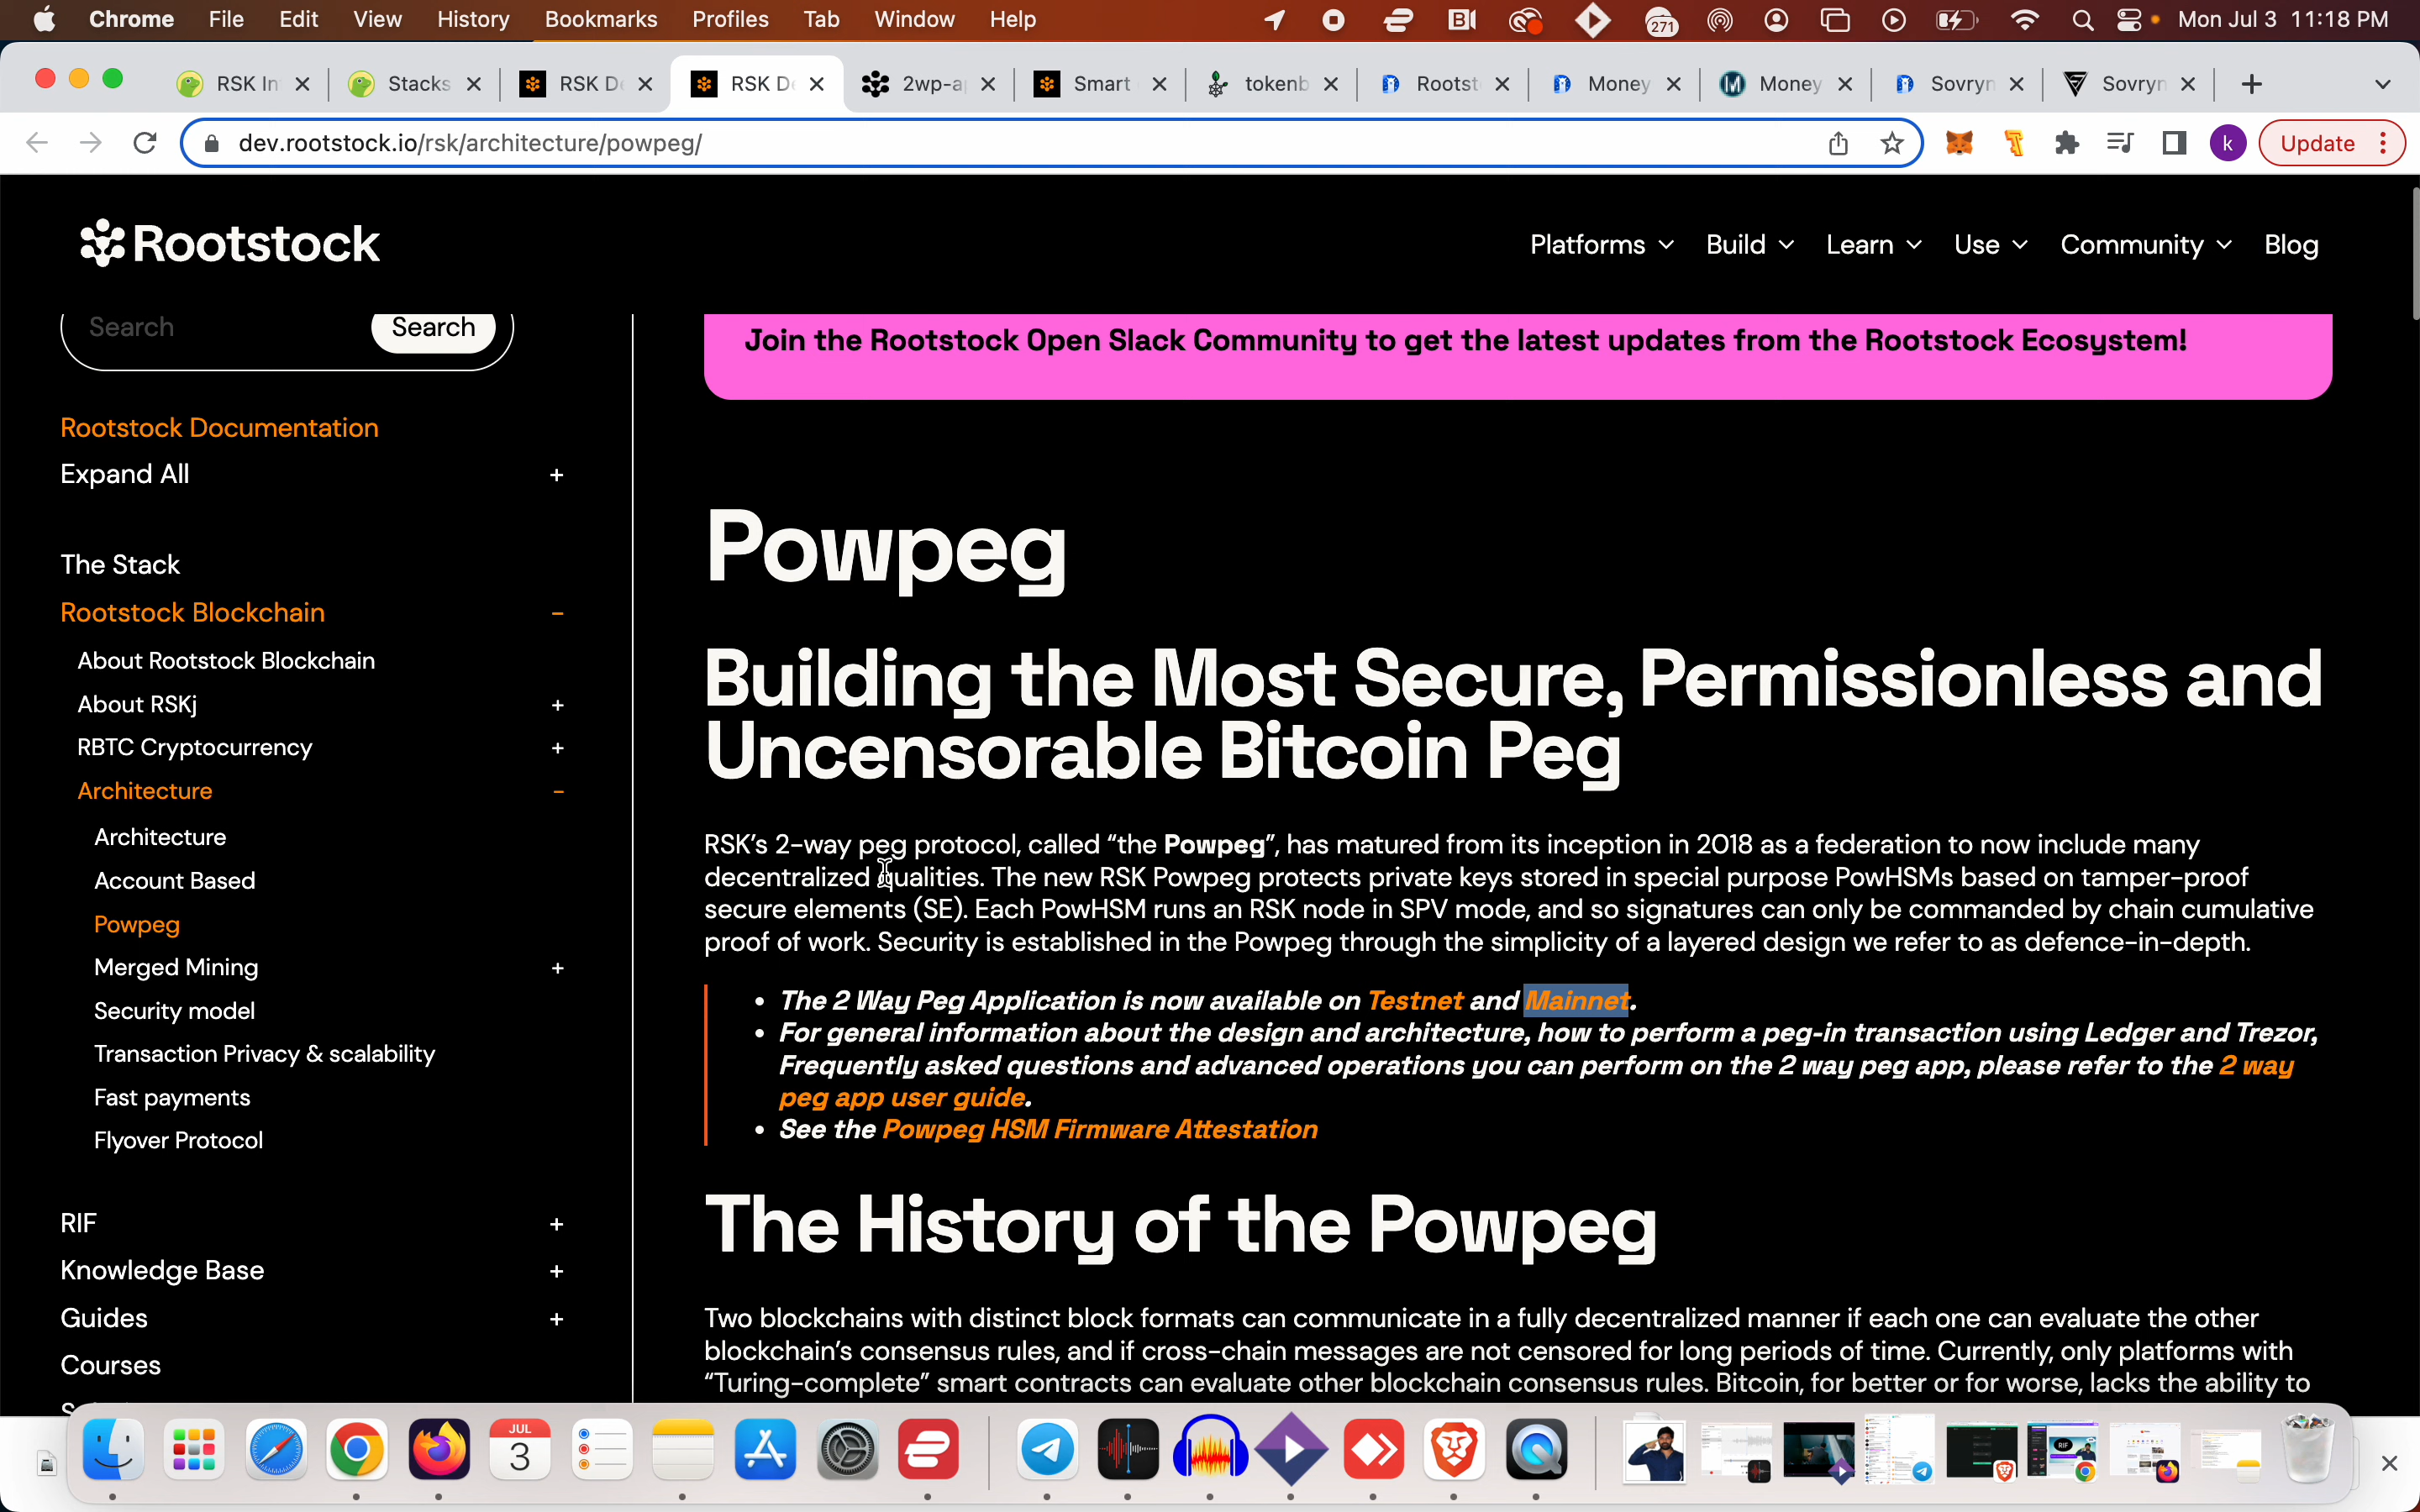 Chrome File Edit View History Bookmarks Profiles Tab Window Help 271 Mon Jul 3 11:18 PM
RSK In Stacks RSK De RSK De 2wp-a Smart tokenb Rootst Money Money Sovryn Sovryn
dev.rootstock.io/rsk/architecture/powpeg/ k Update
Rootstock
Platforms Build Learn Use Community Blog
Search Search
Rootstock Documentation
Expand All +
The Stack
Rootstock Blockchain -
About Rootstock Blockchain
About RSKj +
RBTC Cryptocurrency +
Architecture -
Architecture
Account Based
Powpeg
Merged Mining +
Security model
Transaction Privacy & scalability
Fast payments
Flyover Protocol
RIF +
Knowledge Base +
Guides +
Courses
Join the Rootstock Open Slack Community to get the latest updates from the Rootstock Ecosystem!
Powpeg
Building the Most Secure, Permissionless and
Uncensorable Bitcoin Peg
RSK's 2-way peg protocol, called “the Powpeg”, has matured from its inception in 2018 as a federation to now include many
decentralized qualities. The new RSK Powpeg protects private keys stored in special purpose PowHSMs based on tamper-proof
secure elements (SE). Each PowHSM runs an RSK node in SPV mode, and so signatures can only be commanded by chain cumulative
proof of work. Security is established in the Powpeg through the simplicity of a layered design we refer to as defence-in-depth.
• The 2 Way Peg Application is now available on Testnet and Mainnet.
• For general information about the design and architecture, how to perform a peg-in transaction using Ledger and Trezor,
Frequently asked questions and advanced operations you can perform on the 2 way peg app, please refer to the 2 way
peg app user guide.
• See the Powpeg HSM Firmware Attestation
The History of the Powpeg
Two blockchains with distinct block formats can communicate in a fully decentralized manner if each one can evaluate the other
blockchain's consensus rules, and if cross-chain messages are not censored for long periods of time. Currently, only platforms with
“Turing-complete” smart contracts can evaluate other blockchain consensus rules. Bitcoin, for better or for worse, lacks the ability to
JUL
3
RIF